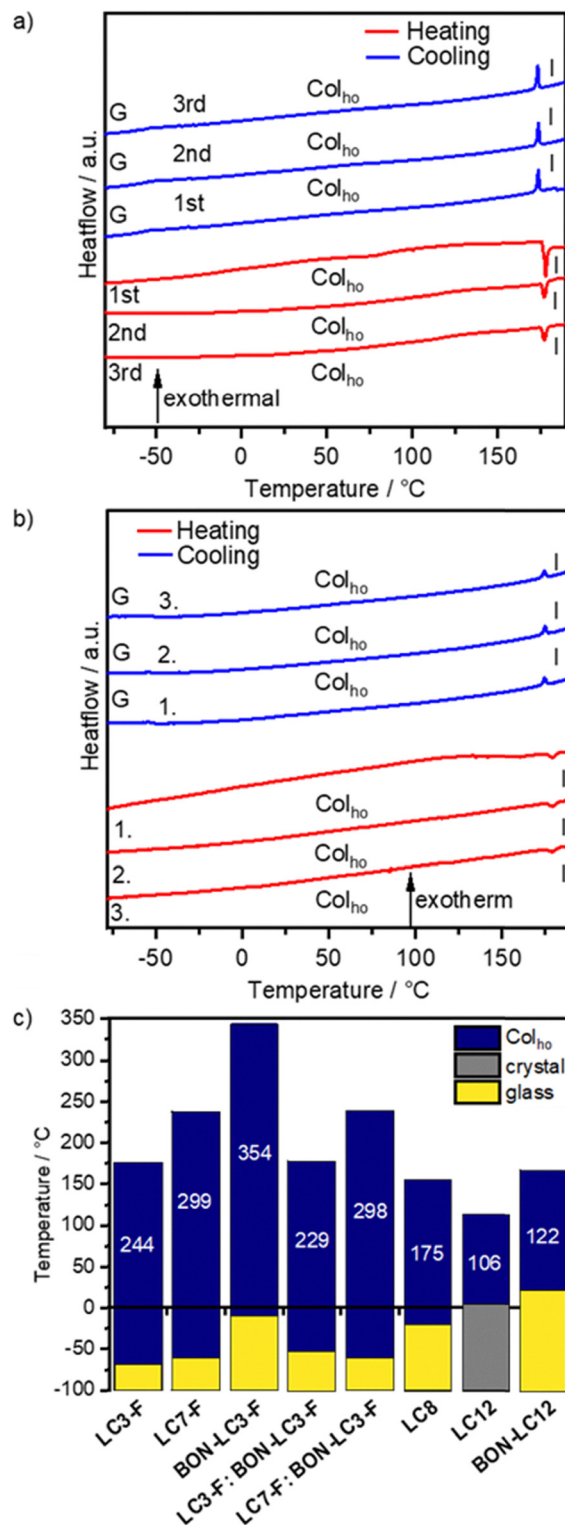 a)
Heating
Cooling
Heatflow / a.u.
G 3rd Col_ho I
G 2nd Col_ho I
G 1st Col_ho I
1st Col_ho I
2nd Col_ho I
3rd Col_ho I
exothermal
-50 0 50 100 150
Temperature / °C
b)
Heating
Cooling
Heatflow / a.u.
G 3. Col_ho I
G 2. Col_ho I
G 1. Col_ho I
1. Col_ho I
2. Col_ho I
3. Col_ho I
exotherm
-50 0 50 100 150
Temperature / °C
c)
Temperature / °C
350
300
250
200
150
100
50
0
-50
-100
Col_ho
crystal
glass
244 299 354 229 298 175 106 122
LC3-F
LC7-F
BON-LC3-F
LC3-F: BON-LC3-F
LC7-F: BON-LC3-F
LC8
LC12
BON-LC12